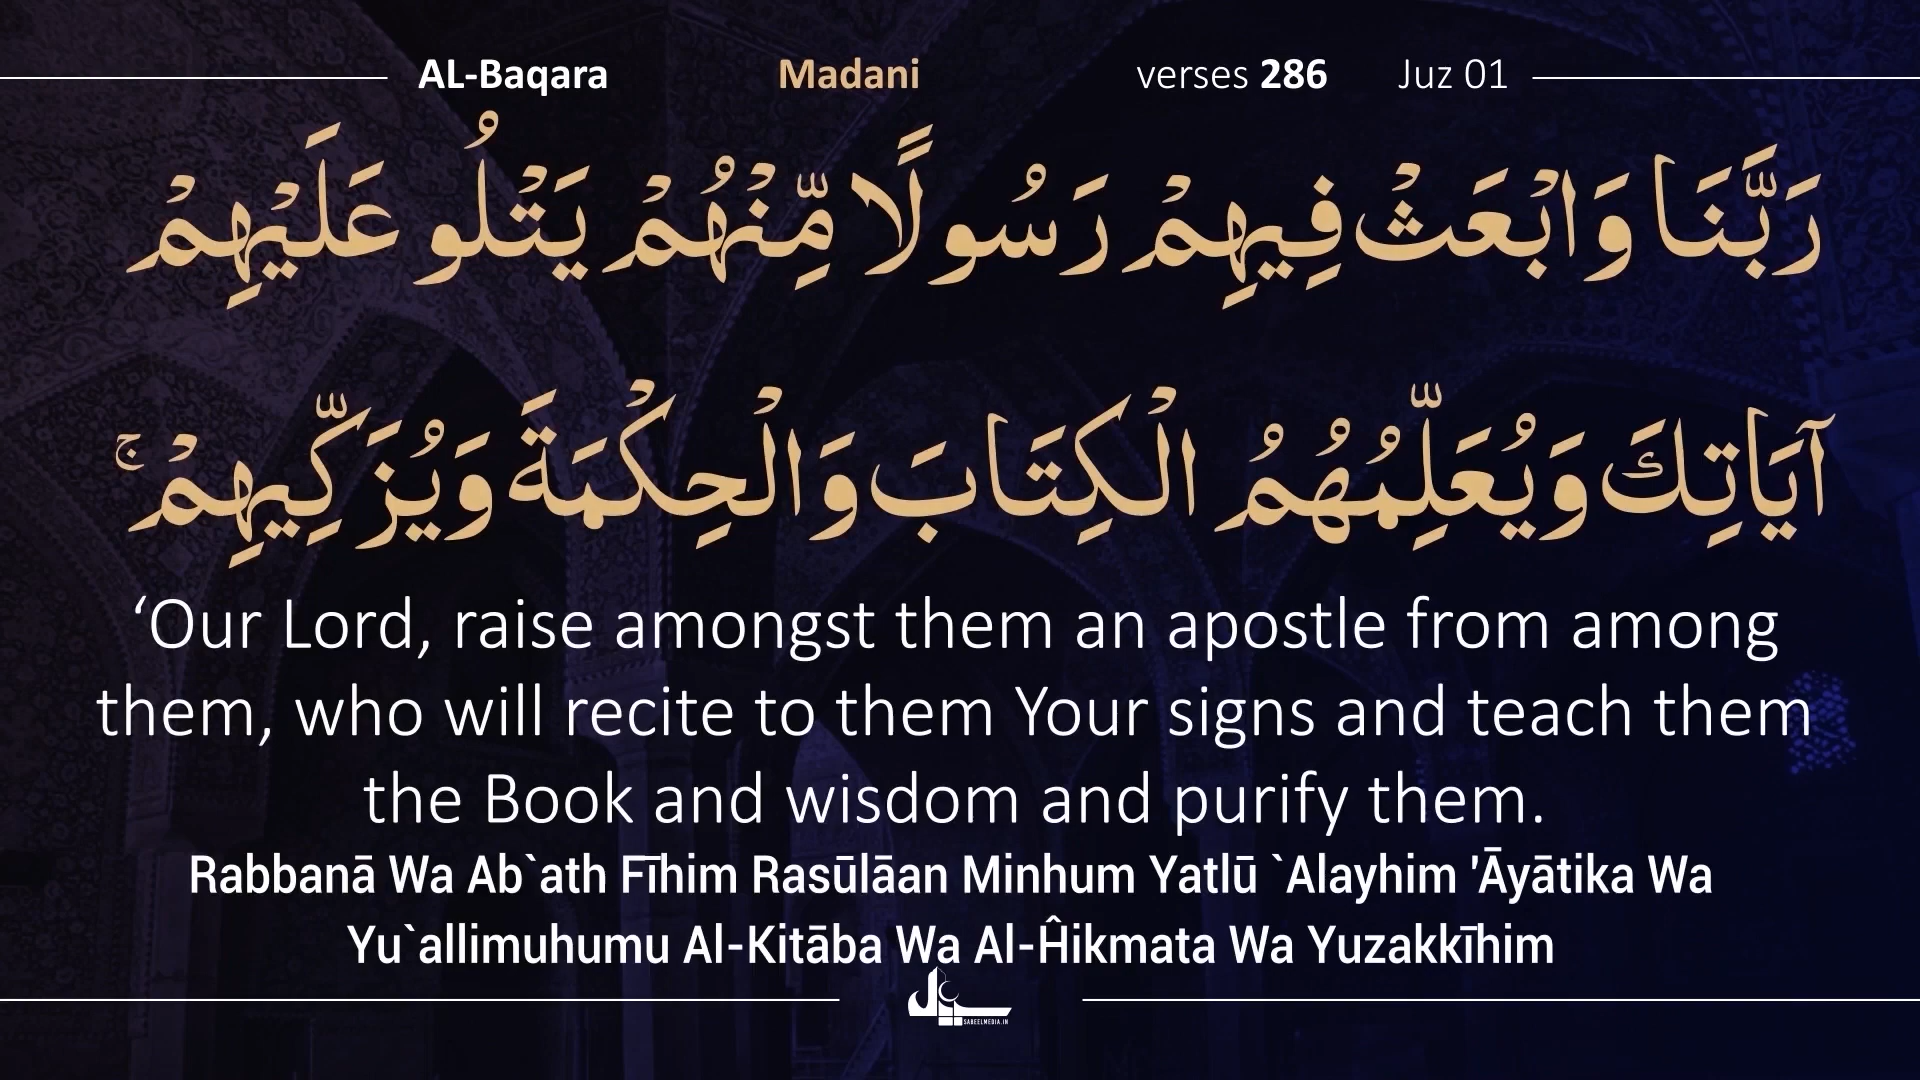 AL-Baqara Madani verses 286 Juz 01
رَبَّنَا وَابْعَثْ فِيهِمْ رَسُولًا مِّنْهُمْ يَتْلُو عَلَيْهِمْ
آيَاتِكَ وَيُعَلِّمُهُمُ الْكِتَابَ وَالْحِكْمَةَ وَيُزَكِّيهِمْ ۚ
‘Our Lord, raise amongst them an apostle from among
them, who will recite to them Your signs and teach them
the Book and wisdom and purify them.
Rabbanā Wa Ab`ath Fīhim Rasūlāan Minhum Yatlū `Alayhim 'Āyātika Wa
Yu`allimuhumu Al-Kitāba Wa Al-Ĥikmata Wa Yuzakkīhim
SABEELMEDIA.IN